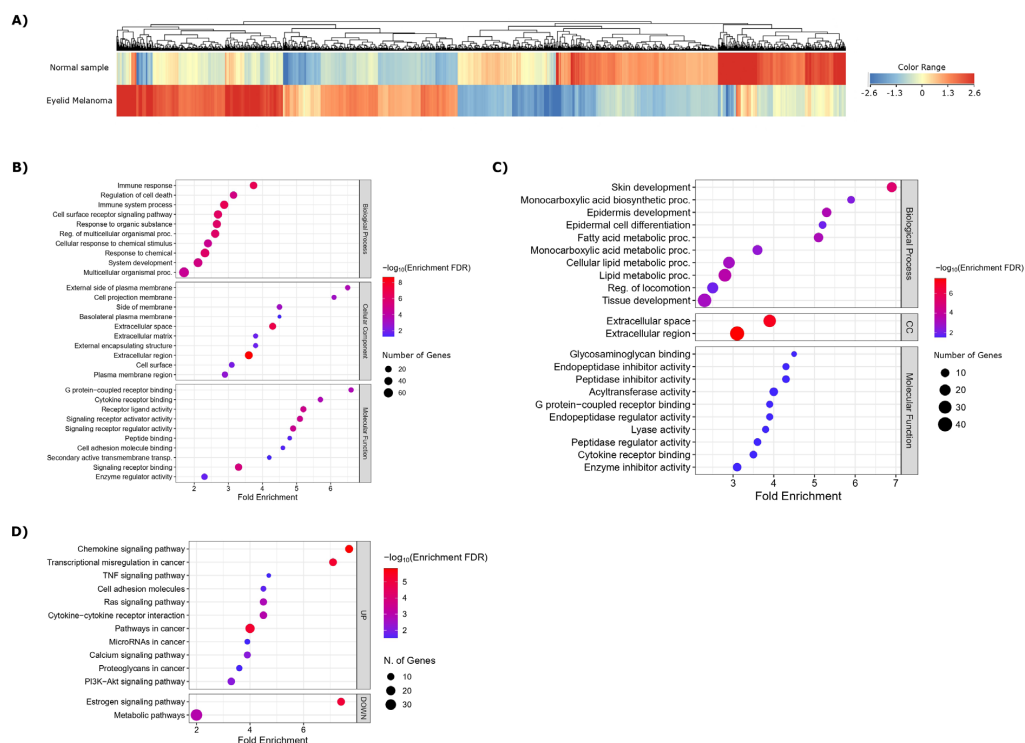 A)
Normal sample
Eyelid Melanoma
Color Range
-2.6 -1.3 0 1.3 2.6
B)
Immune response
Regulation of cell death
Immune system process
Cell surface receptor signaling pathway
Response to organic substance
Reg. of multicellular organismal proc.
Cellular response to chemical stimulus
Response to chemical
System development
Multicellular organismal proc.
Biological Process
External side of plasma membrane
Cell projection membrane
Side of membrane
Basolateral plasma membrane
Extracellular space
Extracellular matrix
External encapsulating structure
Extracellular region
Cell surface
Plasma membrane region
Cellular Component
G protein−coupled receptor binding
Cytokine receptor binding
Receptor ligand activity
Signaling receptor activator activity
Signaling receptor regulator activity
Peptide binding
Cell adhesion molecule binding
Secondary active transmembrane transp.
Signaling receptor binding
Enzyme regulator activity
Molecular Function
2 3 4 5 6
Fold Enrichment
−log10(Enrichment FDR)
8
6
4
2
Number of Genes
20
40
60
C)
Skin development
Monocarboxylic acid biosynthetic proc.
Epidermis development
Epidermal cell differentiation
Fatty acid metabolic proc.
Monocarboxylic acid metabolic proc.
Cellular lipid metabolic proc.
Lipid metabolic proc.
Reg. of locomotion
Tissue development
Biological Process
Extracellular space
Extracellular region
CC
Glycosaminoglycan binding
Endopeptidase inhibitor activity
Peptidase inhibitor activity
Acyltransferase activity
G protein−coupled receptor binding
Endopeptidase regulator activity
Lyase activity
Peptidase regulator activity
Cytokine receptor binding
Enzyme inhibitor activity
Molecular Function
3 4 5 6 7
Fold Enrichment
−log10(Enrichment FDR)
6
4
2
Number of Genes
10
20
30
40
D)
Chemokine signaling pathway
Transcriptional misregulation in cancer
TNF signaling pathway
Cell adhesion molecules
Ras signaling pathway
Cytokine−cytokine receptor interaction
Pathways in cancer
MicroRNAs in cancer
Calcium signaling pathway
Proteoglycans in cancer
PI3K−Akt signaling pathway
UP
Estrogen signaling pathway
Metabolic pathways
DOWN
2 4 6
Fold Enrichment
−log10(Enrichment FDR)
5
4
3
2
N. of Genes
10
20
30